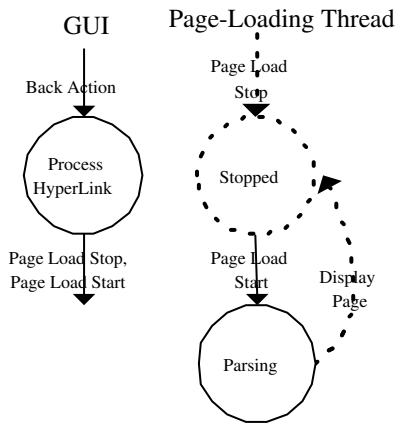 GUI
Back Action
Process
HyperLink
Page Load Stop,
Page Load Start
Page-Loading Thread
Page Load
Stop
Stopped
Page Load
Start
Display
Page
Parsing